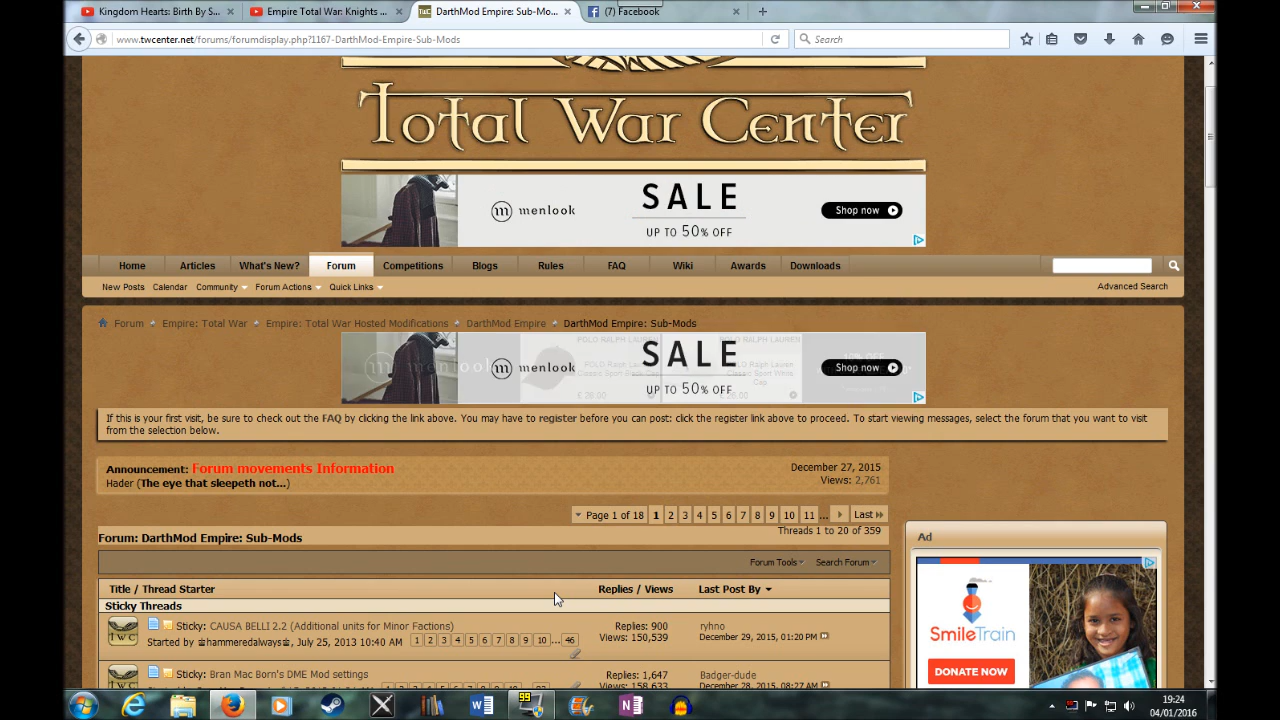 Kingdom Hearts: Birth By S...
Empire Total War: Knights ...
DarthMod Empire: Sub-Mo...
(7) Facebook
www.twcenter.net/forums/forumdisplay.php?1167-DarthMod-Empire-Sub-Mods
Search
Total War Center
menlook
SALE
UP TO 50% OFF
Shop now
Home
Articles
What's New?
Forum
Competitions
Blogs
Rules
FAQ
Wiki
Awards
Downloads
New Posts
Calendar
Community
Forum Actions
Quick Links
Advanced Search
Forum
Empire: Total War
Empire: Total War Hosted Modifications
DarthMod Empire
DarthMod Empire: Sub-Mods
menlook
SALE
UP TO 50% OFF
Shop now
If this is your first visit, be sure to check out the FAQ by clicking the link above. You may have to register before you can post: click the register link above to proceed. To start viewing messages, select the forum that you want to visit
from the selection below.
Announcement: Forum movements Information
December 27, 2015
Hader (The eye that sleepeth not...)
Views: 2,761
Page 1 of 18 1 2 3 4 5 6 7 8 9 10 11 ... Last
Threads 1 to 20 of 359
Forum: DarthMod Empire: Sub-Mods
Ad
Forum Tools
Search Forum
Title / Thread Starter
Replies / Views
Last Post By
Sticky Threads
TWC
Sticky: CAUSA BELLI 2.2 (Additional units for Minor Factions)
Started by ♕hammeredalways♕, July 25, 2013 10:40 AM
1 2 3 4 5 6 7 8 9 10 ... 46
Replies: 900
Views: 150,539
ryhno
December 29, 2015, 01:20 PM
Sticky: Bran Mac Born's DME Mod settings
Replies: 1,647
Views: 158,633
Badger-dude
December 28, 2015, 08:27 AM
SmileTrain
DONATE NOW
99
19:24
04/01/2016